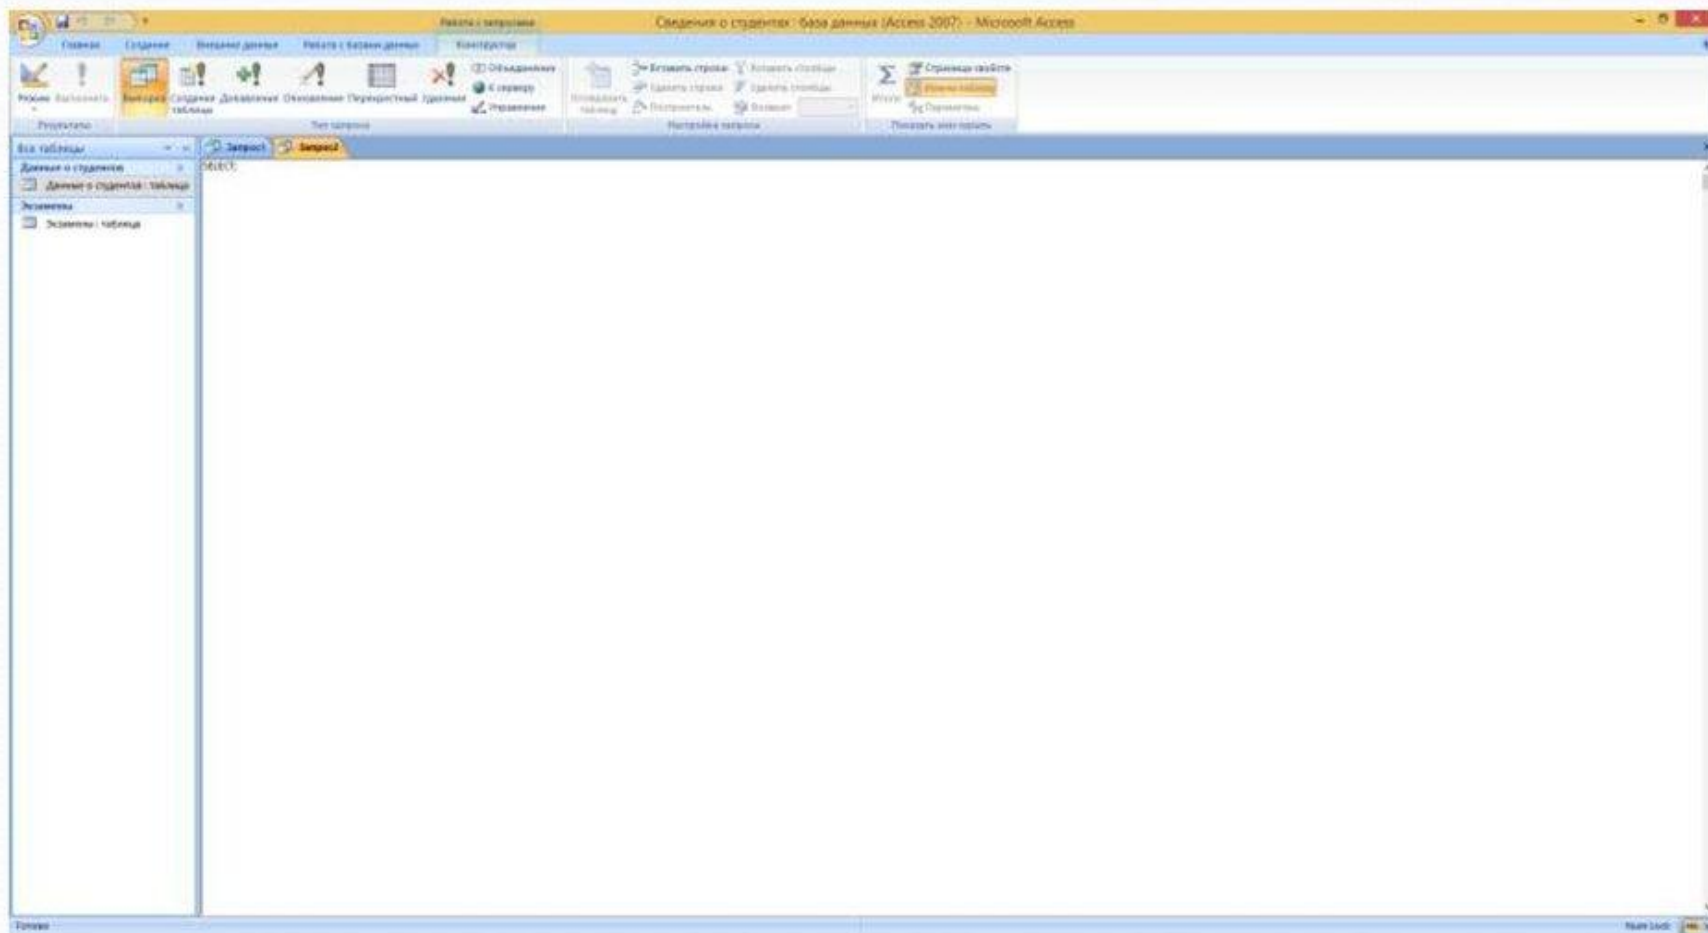 Работа с запросами
Сведения о студентах : база данных (Access 2007) - Microsoft Access
Главная Создание Внешние данные Работа с базами данных Конструктор
Режим Выполнить
Выборка Создание таблицы Добавление Обновление Перекрестный Удаление
Объединение
К серверу
Управление
Отобразить таблицу
Вставить строки
Удалить строки
Построитель
Вставить столбцы
Удалить столбцы
Возврат:
Итоги
Страница свойств
Имена таблиц
Параметры
Результаты
Тип запроса
Настройка запроса
Показать или скрыть
Все таблицы
Запрос1
Запрос2
Данные о студентах
Данные о студентах : таблица
Экзамены
Экзамены : таблица
SELECT;
Готово
Num Lock